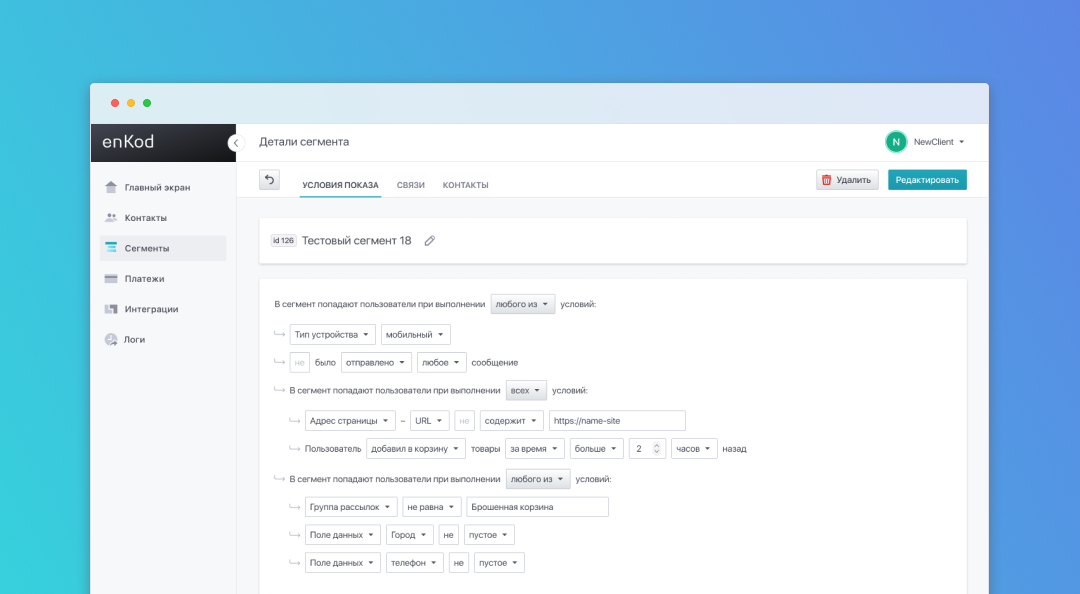 enKod
Детали сегмента
N NewClient
Главный экран
Контакты
Сегменты
Платежи
Интеграции
Логи
УСЛОВИЯ ПОКАЗА СВЯЗИ КОНТАКТЫ Удалить Редактировать
id 126 Тестовый сегмент 18
В сегмент попадают пользователи при выполнении любого из условий:
Тип устройства мобильный
не было отправлено любое сообщение
В сегмент попадают пользователи при выполнении всех условий:
Адрес страницы – URL не содержит https://name-site
Пользователь добавил в корзину товары за время больше 2 часов назад
В сегмент попадают пользователи при выполнении любого из условий:
Группа рассылок не равна Брошенная корзина
Поле данных Город не пустое
Поле данных телефон не пустое